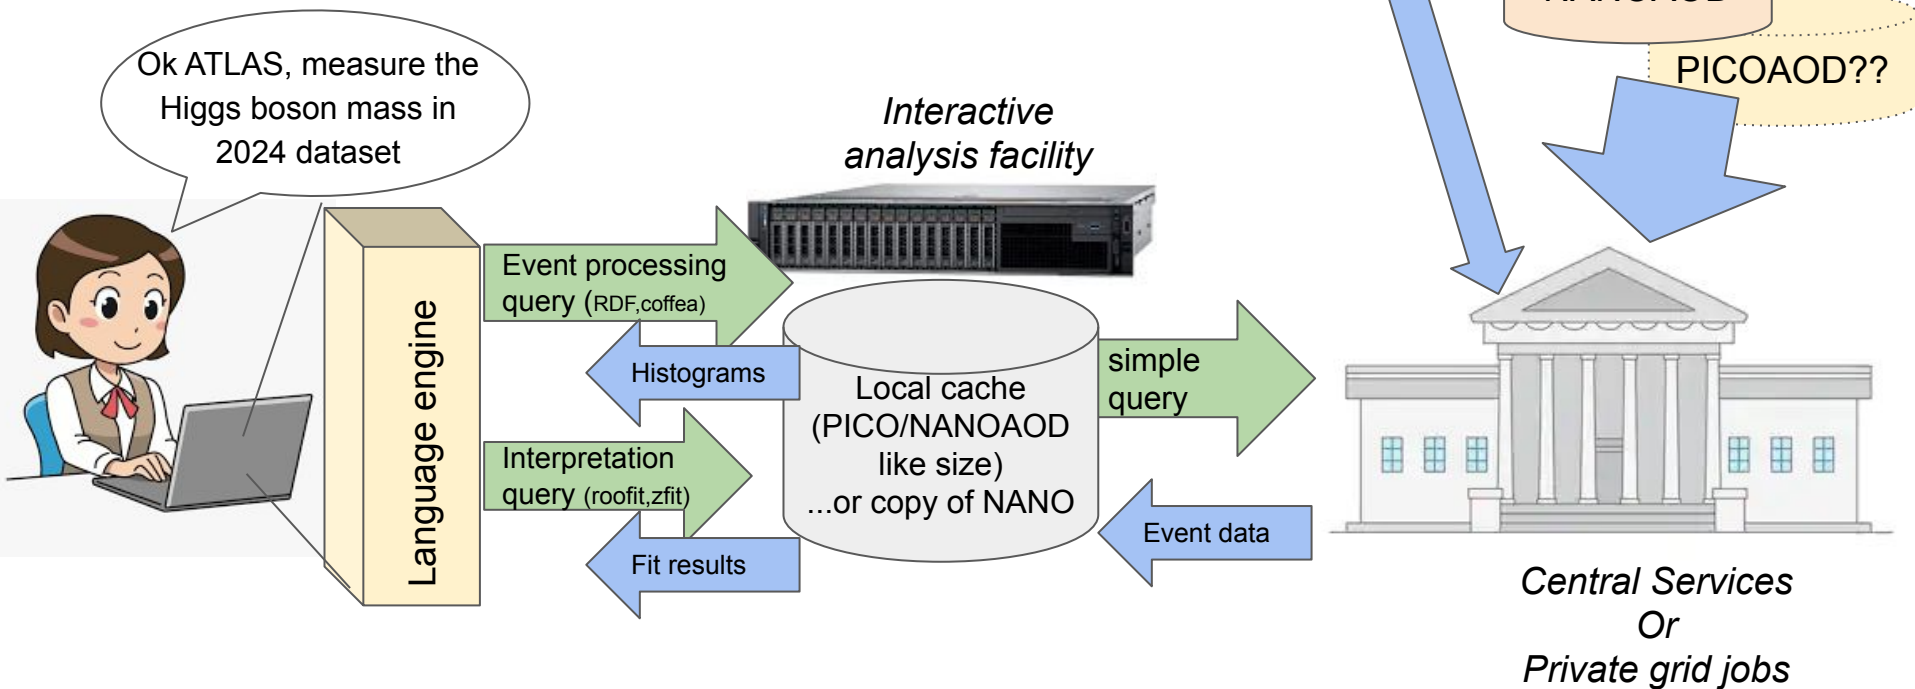 NANOAOD
PICOAOD??
Ok ATLAS, measure the
Higgs boson mass in
2024 dataset
Interactive
analysis facility
Language engine
Event processing
query (RDF,coffea)
Histograms
Interpretation
query (roofit,zfit)
Fit results
Local cache
(PICO/NANOAOD
like size)
...or copy of NANO
simple
query
Event data
Central Services
Or
Private grid jobs